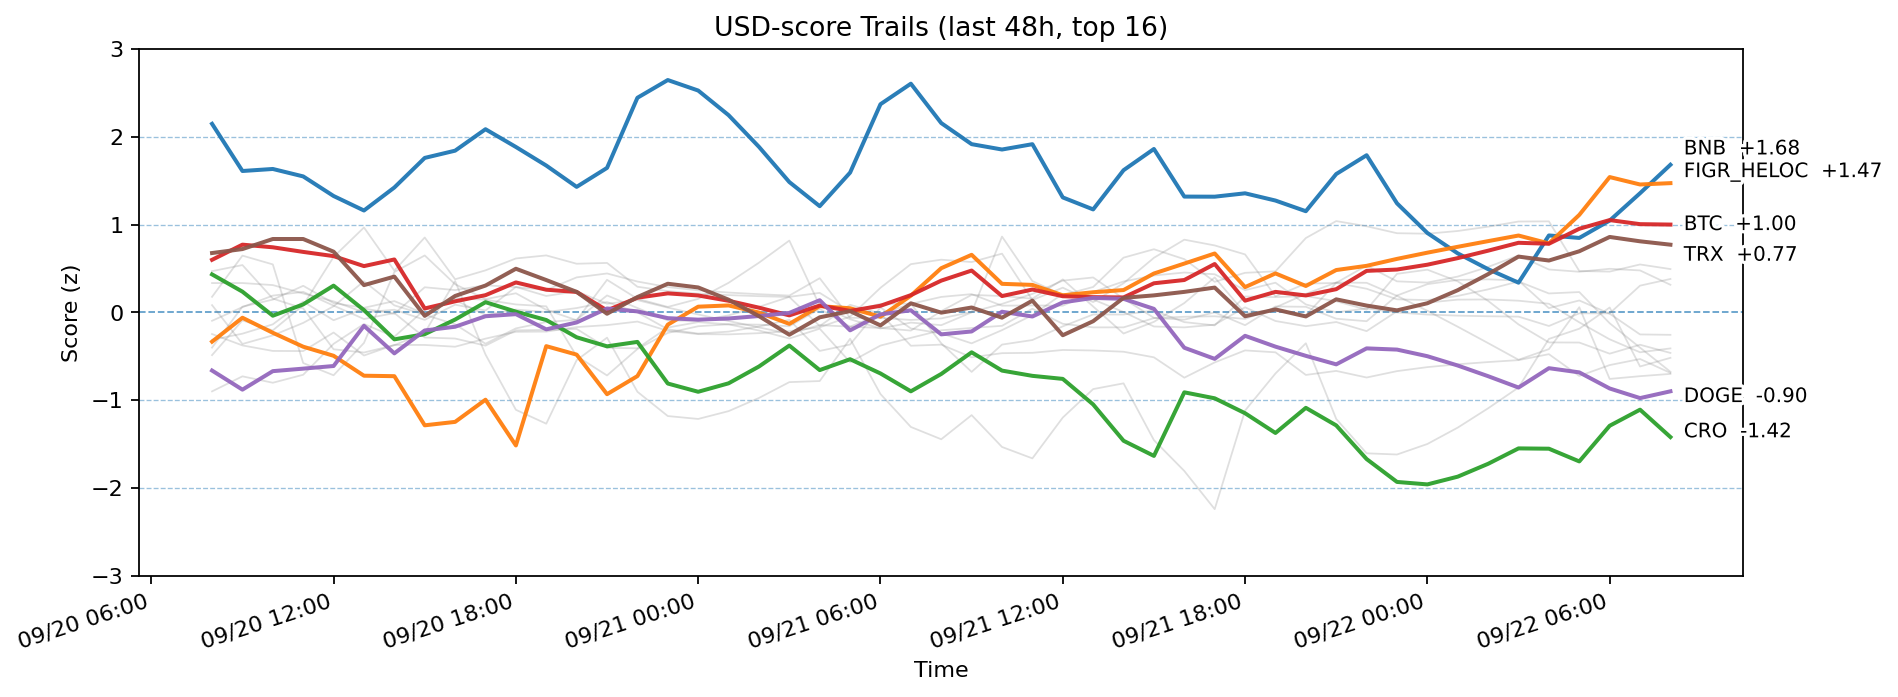 USD-score Trails (last 48h, top 16)
3
2
1
0
−1
−2
−3
Score (z)
BNB +1.68
FIGR_HELOC +1.47
BTC +1.00
TRX +0.77
DOGE -0.90
CRO -1.42
09/20 06:00
09/20 12:00
09/20 18:00
09/21 00:00
09/21 06:00
09/21 12:00
09/21 18:00
09/22 00:00
09/22 06:00
Time